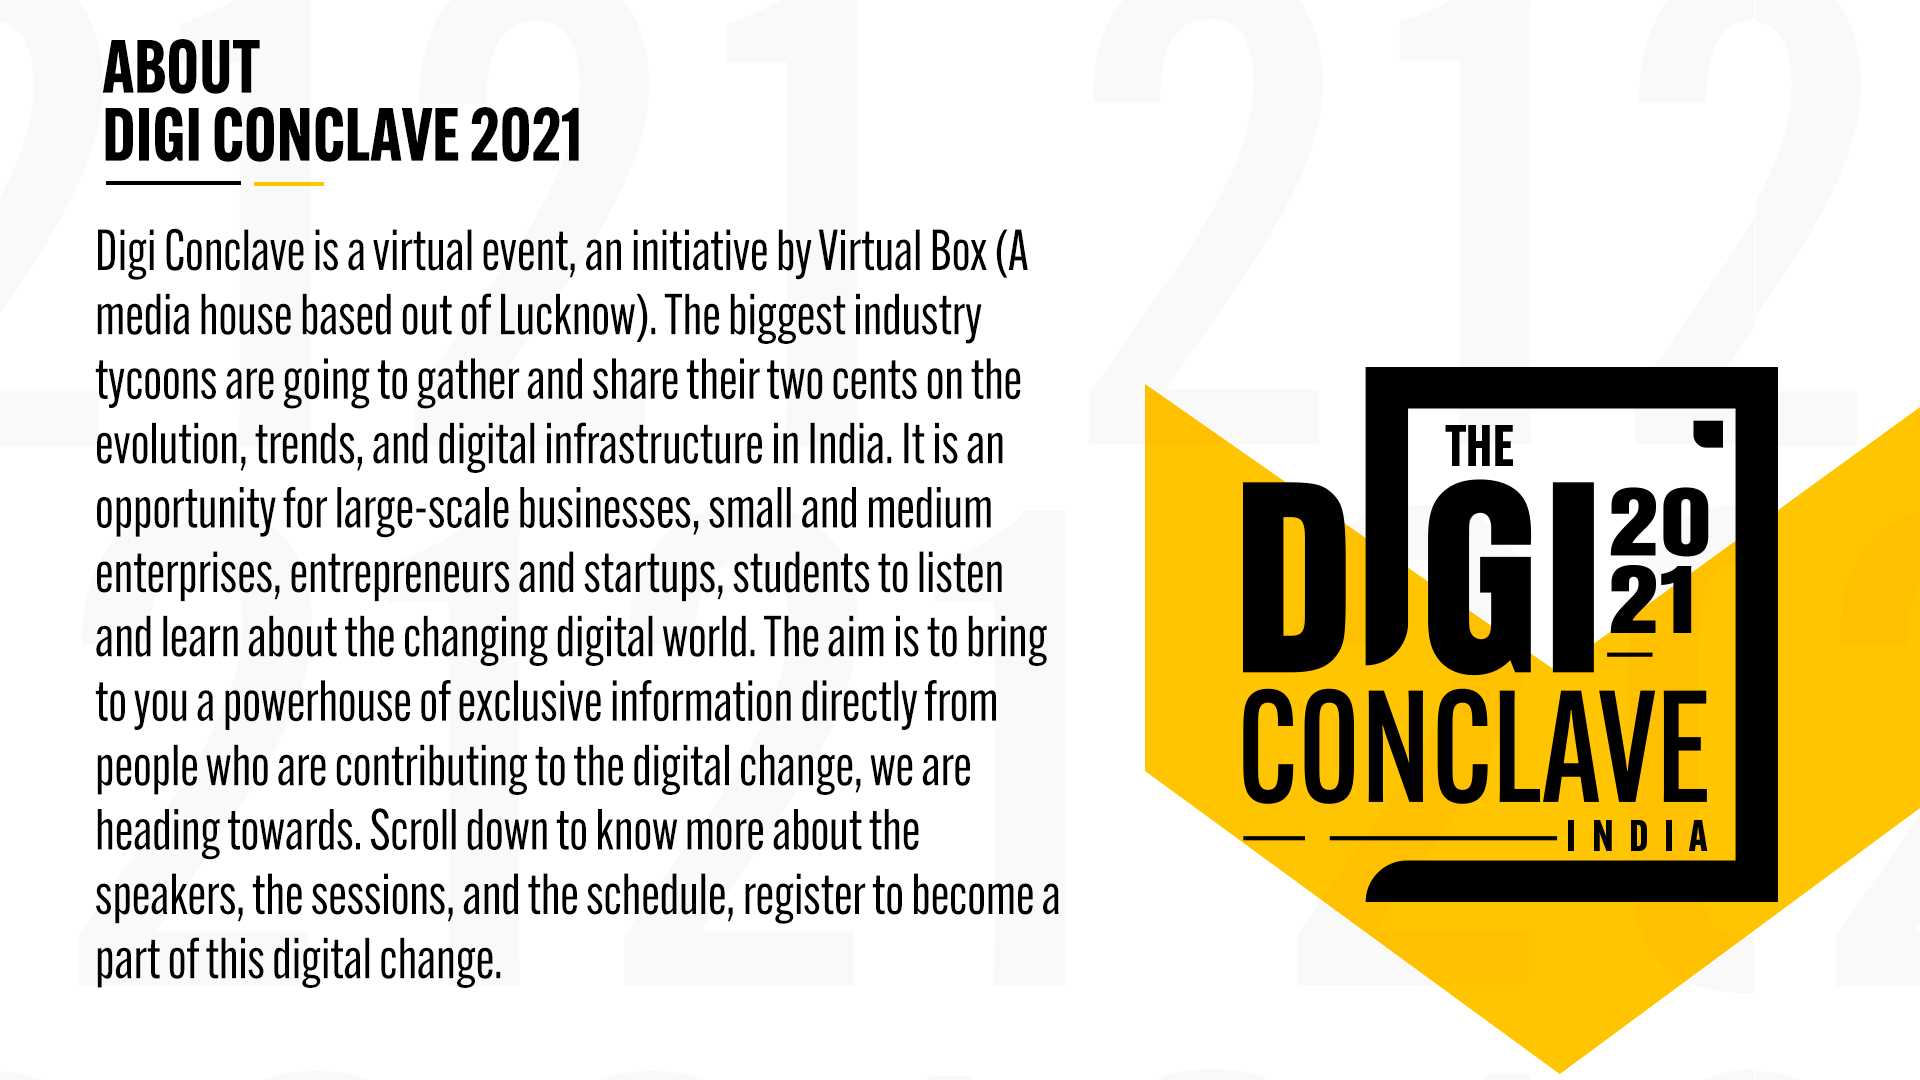 ABOUT
DIGI CONCLAVE 2021
Digi Conclave is a virtual event, an initiative by Virtual Box (A
media house based out of Lucknow). The biggest industry
tycoons are going to gather and share their two cents on the
evolution, trends, and digital infrastructure in India. It is an
opportunity for large-scale businesses, small and medium
enterprises, entrepreneurs and startups, students to listen
and learn about the changing digital world. The aim is to bring
to you a powerhouse of exclusive information directly from
people who are contributing to the digital change, we are
heading towards. Scroll down to know more about the
speakers, the sessions, and the schedule, register to become a
part of this digital change.
THE
DIGI 20
21
CONCLAVE
INDIA